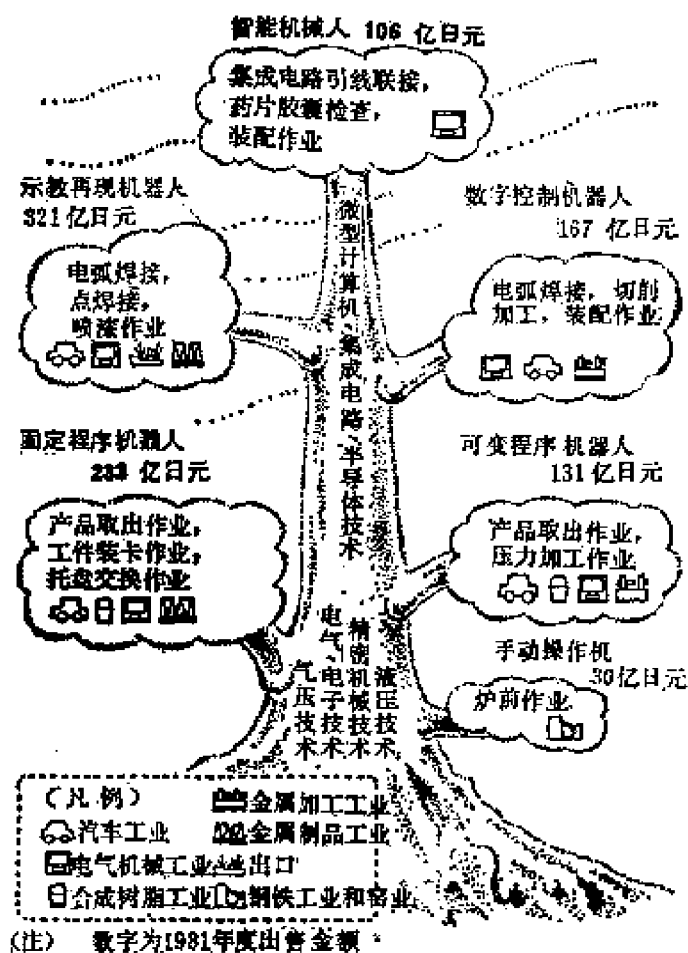 智能机械人 106 亿日元
集成电路引线联接，
药片胶囊检查，
装配作业
示教再现机器人
321亿日元
电弧焊接，
点焊接，
喷漆作业
数字控制机器人
167 亿日元
电弧焊接，切削
加工，装配作业
微型计算机、集成电路、半导体技术
固定程序机器人
233 亿日元
产品取出作业，
工件装卡作业，
托盘交换作业
可变程序机器人
131亿日元
产品取出作业，
压力加工作业
手动操作机
30亿日元
炉前作业
气压技术
电气、电子技术
精密机械技术
液压技术
（凡例）
金属加工工业
汽车工业
金属制品工业
电气机械工业
出口
合成树脂工业
钢铁工业和窑业
(注） 数字为1981年度出售金额